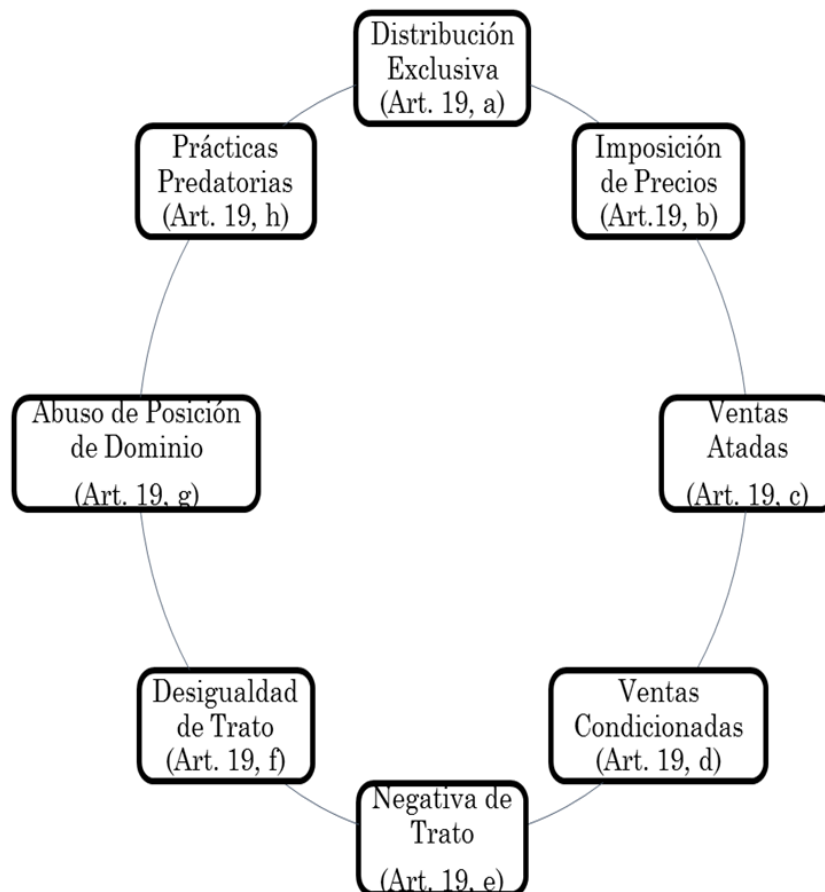 Distribución
Exclusiva
(Art. 19, a)
Imposición
de Precios
(Art.19, b)
Ventas
Atadas
(Art. 19, c)
Ventas
Condicionadas
(Art. 19, d)
Negativa de
Trato
(Art. 19, e)
Desigualdad
de Trato
(Art. 19, f)
Abuso de Posición
de Dominio
(Art. 19, g)
Prácticas
Predatorias
(Art. 19, h)